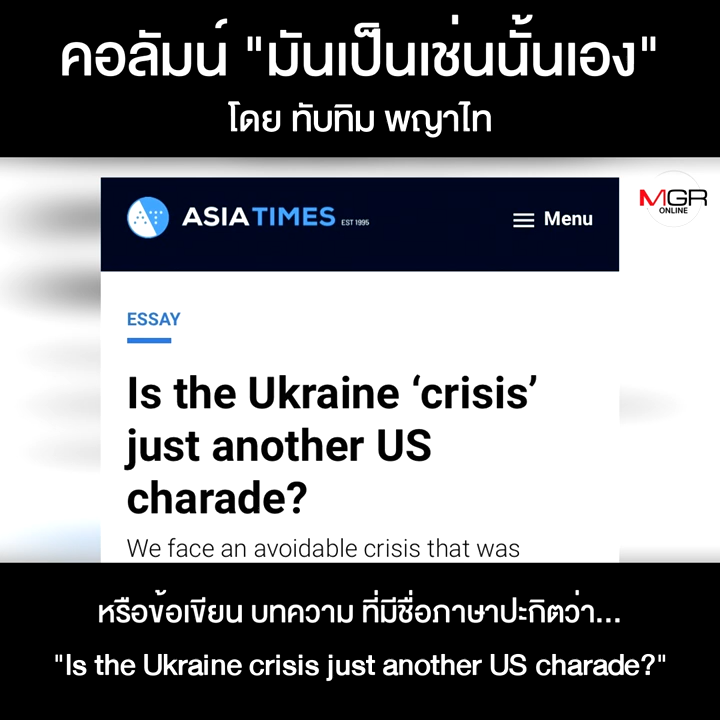 คอลัมน์ "มันเป็นเช่นนั้นเอง"
โดย ทับทิม พญาไท
MGR
ONLINE
ASIA TIMES EST 1995
Menu
ESSAY
Is the Ukraine ‘crisis’
just another US
charade?
We face an avoidable crisis that was
หรือข้อเขียน บทความ ที่มีชื่อภาษาปะกิตว่า...
"Is the Ukraine crisis just another US charade?"